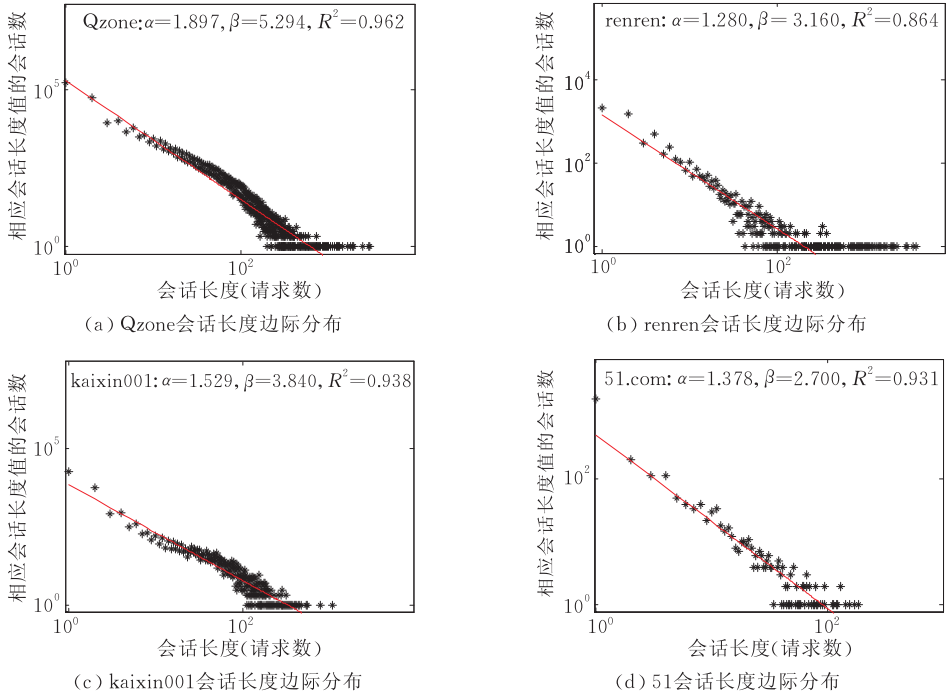 Qzone: α=1.897, β=5.294, R²=0.962
相应会话长度值的会话数
10⁵
10⁰
10⁰ 10²
会话长度(请求数)
(a) Qzone会话长度边际分布
renren: α=1.280, β= 3.160, R²=0.864
相应会话长度值的会话数
10⁴
10²
10⁰
10⁰ 10²
会话长度(请求数)
(b) renren会话长度边际分布
kaixin001: α=1.529, β=3.840, R²=0.938
相应会话长度值的会话数
10⁵
10⁰
10⁰ 10²
会话长度(请求数)
(c) kaixin001会话长度边际分布
51.com: α=1.378, β=2.700, R²=0.931
相应会话长度值的会话数
10²
10⁰
10⁰ 10²
会话长度(请求数)
(d) 51会话长度边际分布